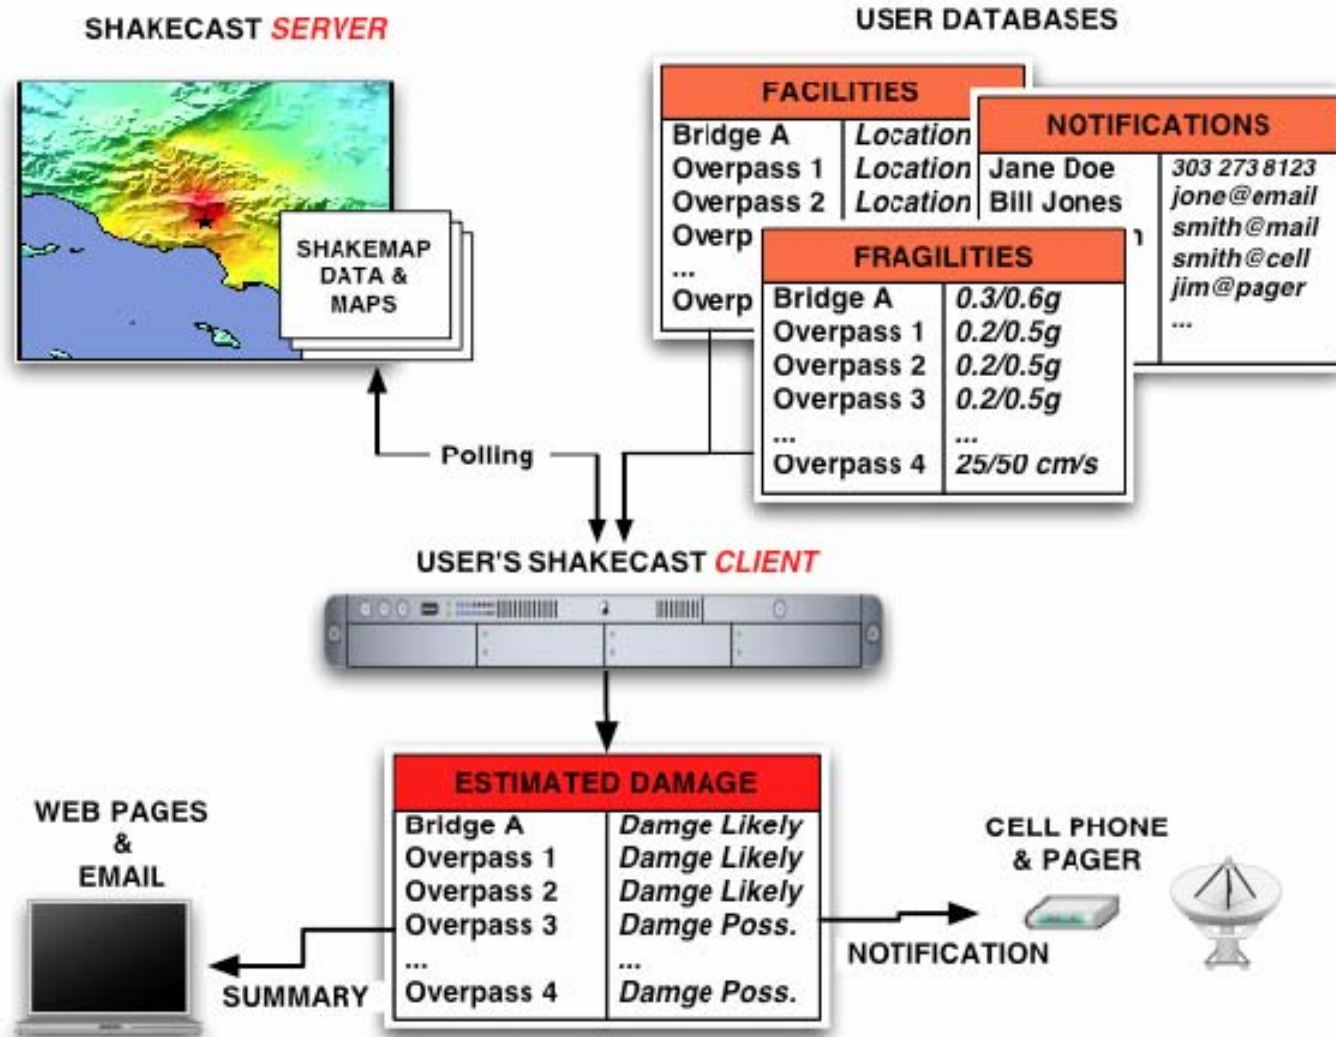 SHAKECAST SERVER
USER DATABASES
SHAKEMAP
DATA &
MAPS
FACILITIES
Bridge A Location
Overpass 1 Location
Overpass 2 Location
Overp
...
Overp
NOTIFICATIONS
Jane Doe 303 273 8123
Bill Jones jone@email
smith@mail
smith@cell
jim@pager
...
FRAGILITIES
Bridge A 0.3/0.6g
Overpass 1 0.2/0.5g
Overpass 2 0.2/0.5g
Overpass 3 0.2/0.5g
... ...
Overpass 4 25/50 cm/s
Polling
USER'S SHAKECAST CLIENT
ESTIMATED DAMAGE
Bridge A Damge Likely
Overpass 1 Damge Likely
Overpass 2 Damge Likely
Overpass 3 Damge Poss.
... ...
Overpass 4 Damge Poss.
WEB PAGES
&
EMAIL
SUMMARY
CELL PHONE
& PAGER
NOTIFICATION